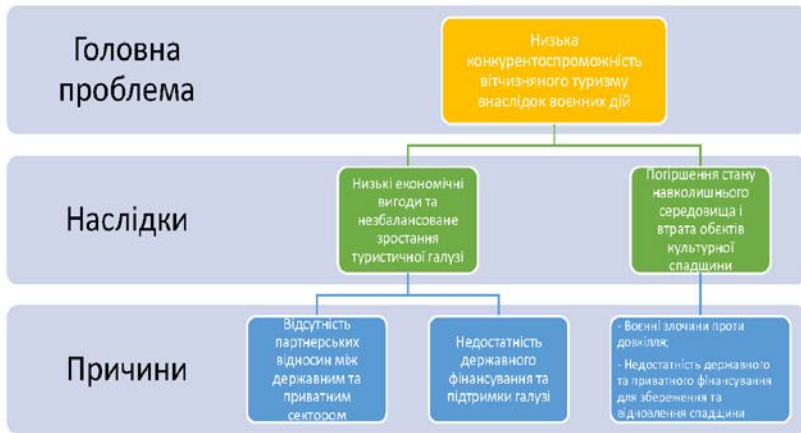 Головна
проблема
Низька
конкурентоспроможність
вітчизняного туризму
внаслідок воєнних дій
Наслідки
Низькі економічні
вигоди та
незбалансоване
зростання
туристичної галузі
Погіршення стану
навколишнього
середовища і
втрата обєктів
культурної
спадщини
Причини
Відсутність
партнерських
відносин між
державним та
приватним
сектором
Недостатність
державного
фінансування та
підтримки галузі
- Воєнні злочини проти
довкілля;
- Недостатність державного
та приватного фінансування
для збереження та
відновлення спадщини